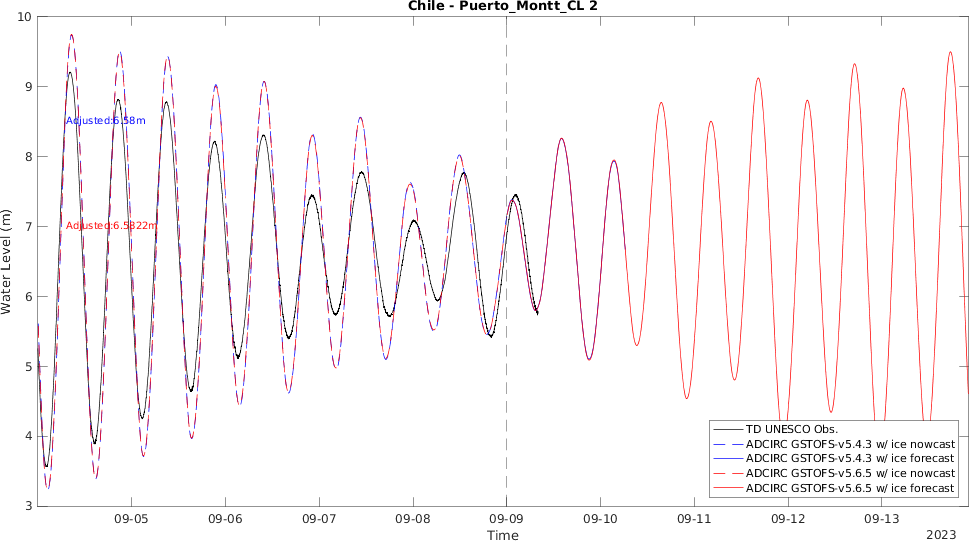 Chile - Puerto_Montt_CL 2
10
9
8
7
6
5
4
3
Water Level (m)
Adjusted:6.58m
Adjusted:6.5322m
TD UNESCO Obs.
ADCIRC GSTOFS-v5.4.3 w/ ice nowcast
ADCIRC GSTOFS-v5.4.3 w/ ice forecast
ADCIRC GSTOFS-v5.6.5 w/ ice nowcast
ADCIRC GSTOFS-v5.6.5 w/ ice forecast
09-05 09-06 09-07 09-08 09-09 09-10 09-11 09-12 09-13
Time
2023